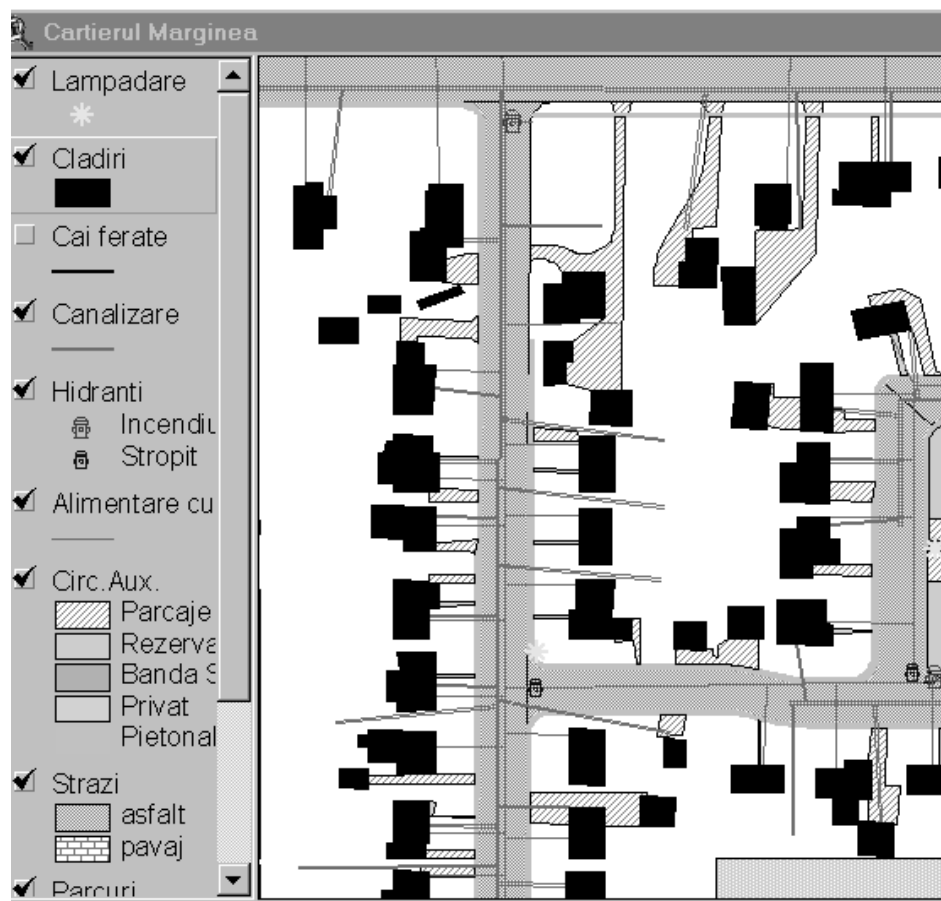 Cartierul Marginea
Lampadare
Cladiri
Cai ferate
Canalizare
Hidranti
Incendiu
Stropit
Alimentare cu
Circ.Aux.
Parcaje
Rezerva
Banda S
Privat
Pietonal
Strazi
asfalt
pavaj
Parcuri